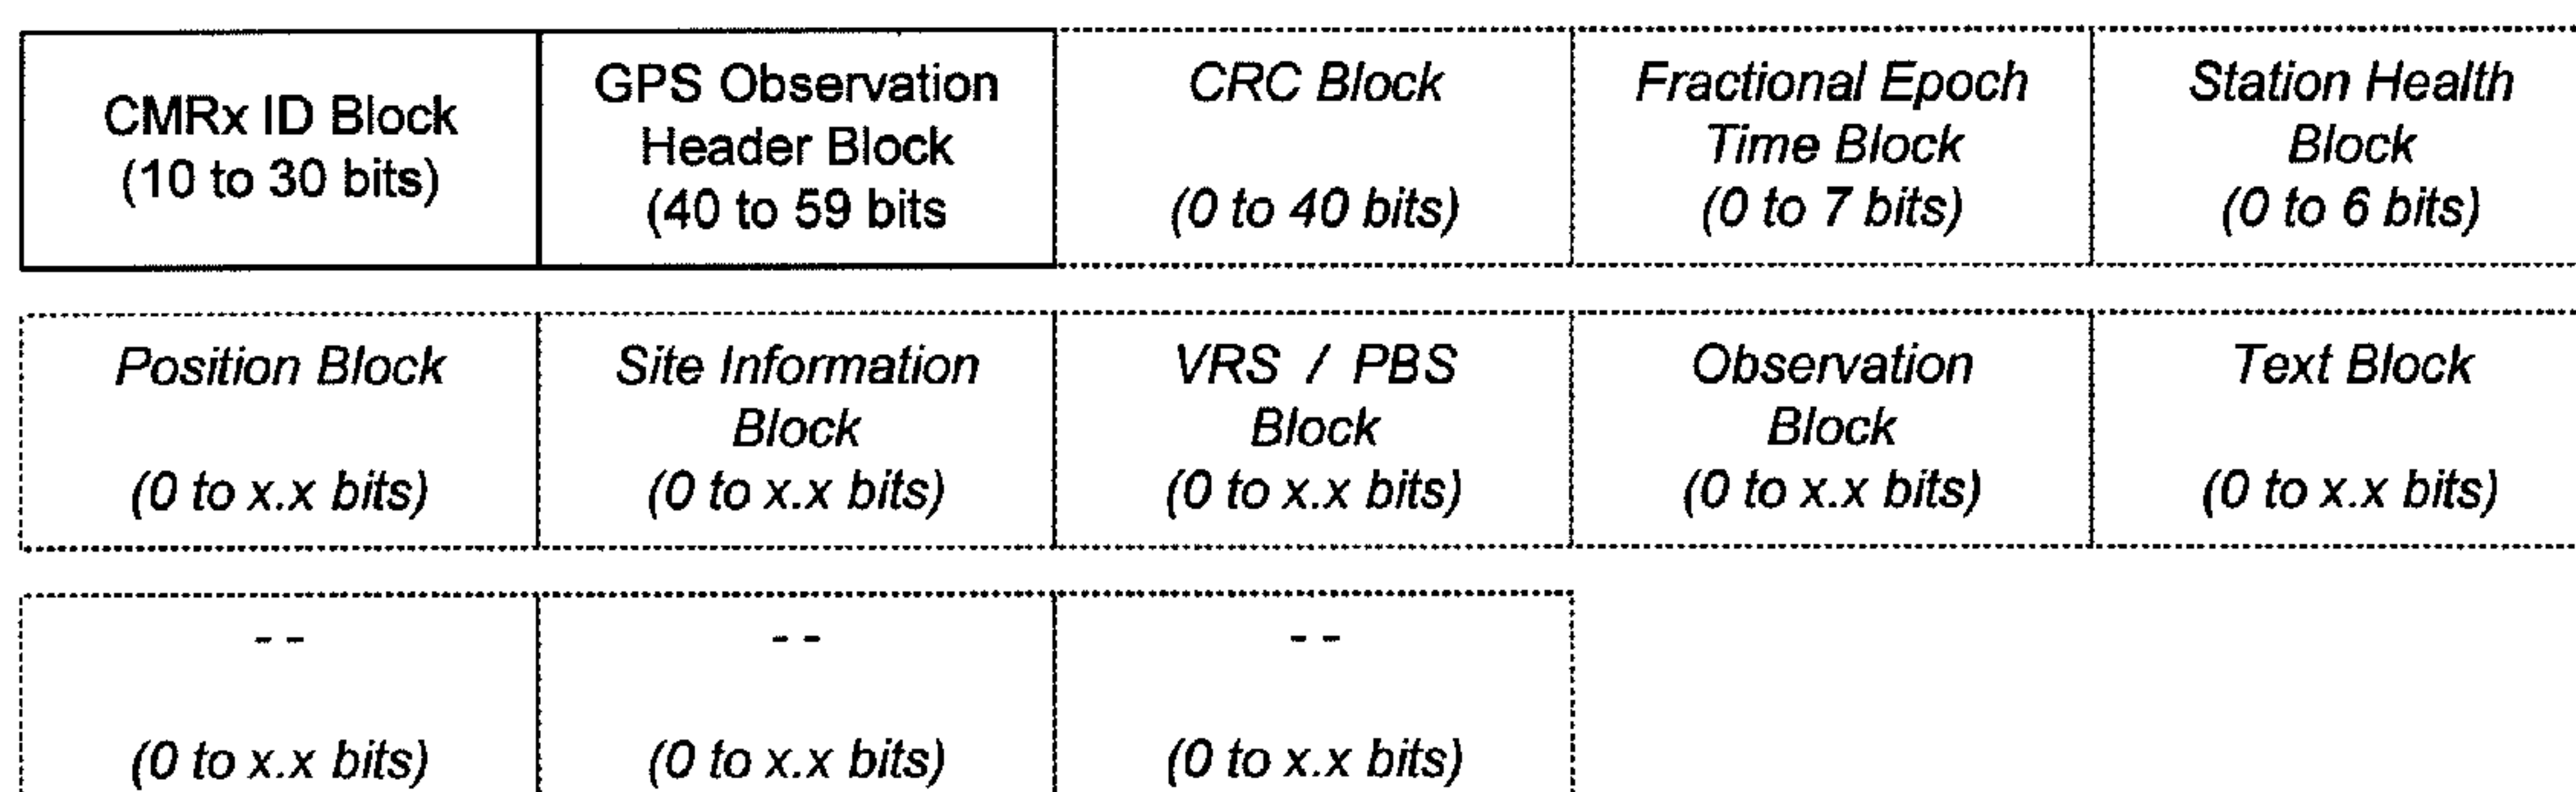 CMRx ID Block
(10 to 30 bits)
GPS Observation
Header Block
(40 to 59 bits
CRC Block
(0 to 40 bits)
Fractional Epoch
Time Block
(0 to 7 bits)
Station Health
Block
(0 to 6 bits)
Position Block
(0 to x.x bits)
Site Information
Block
(0 to x.x bits)
VRS / PBS
Block
(0 to x.x bits)
Observation
Block
(0 to x.x bits)
Text Block
(0 to x.x bits)
- -
(0 to x.x bits)
- -
(0 to x.x bits)
- -
(0 to x.x bits)